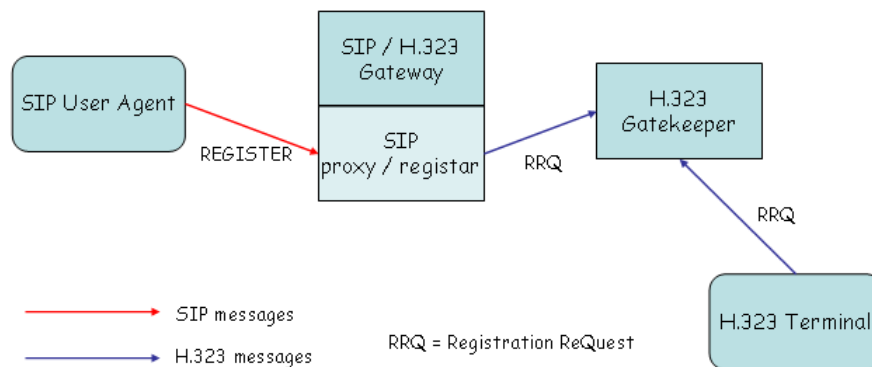 SIP User Agent
SIP / H.323
Gateway
SIP
proxy / registar
H.323
Gatekeeper
REGISTER
RRQ
RRQ
H.323 Terminal
SIP messages
H.323 messages
RRQ = Registration ReQuest